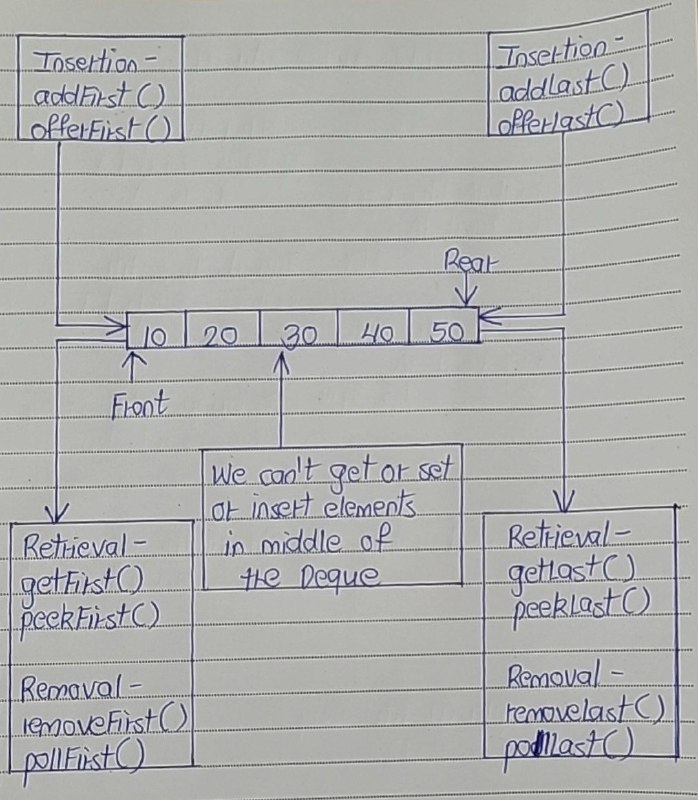 Insertion-
addFirst()
offerFirst()
Insertion-
addLast()
offerLast()
Rear
10 20 30 40 50
Front
We can't get or set
or insert elements
in middle of
the Deque
Retrieval-
getFirst()
peekFirst()
Removal-
removeFirst()
pollFirst()
Retrieval-
getLast()
peekLast()
Removal-
removeLast()
pollLast()